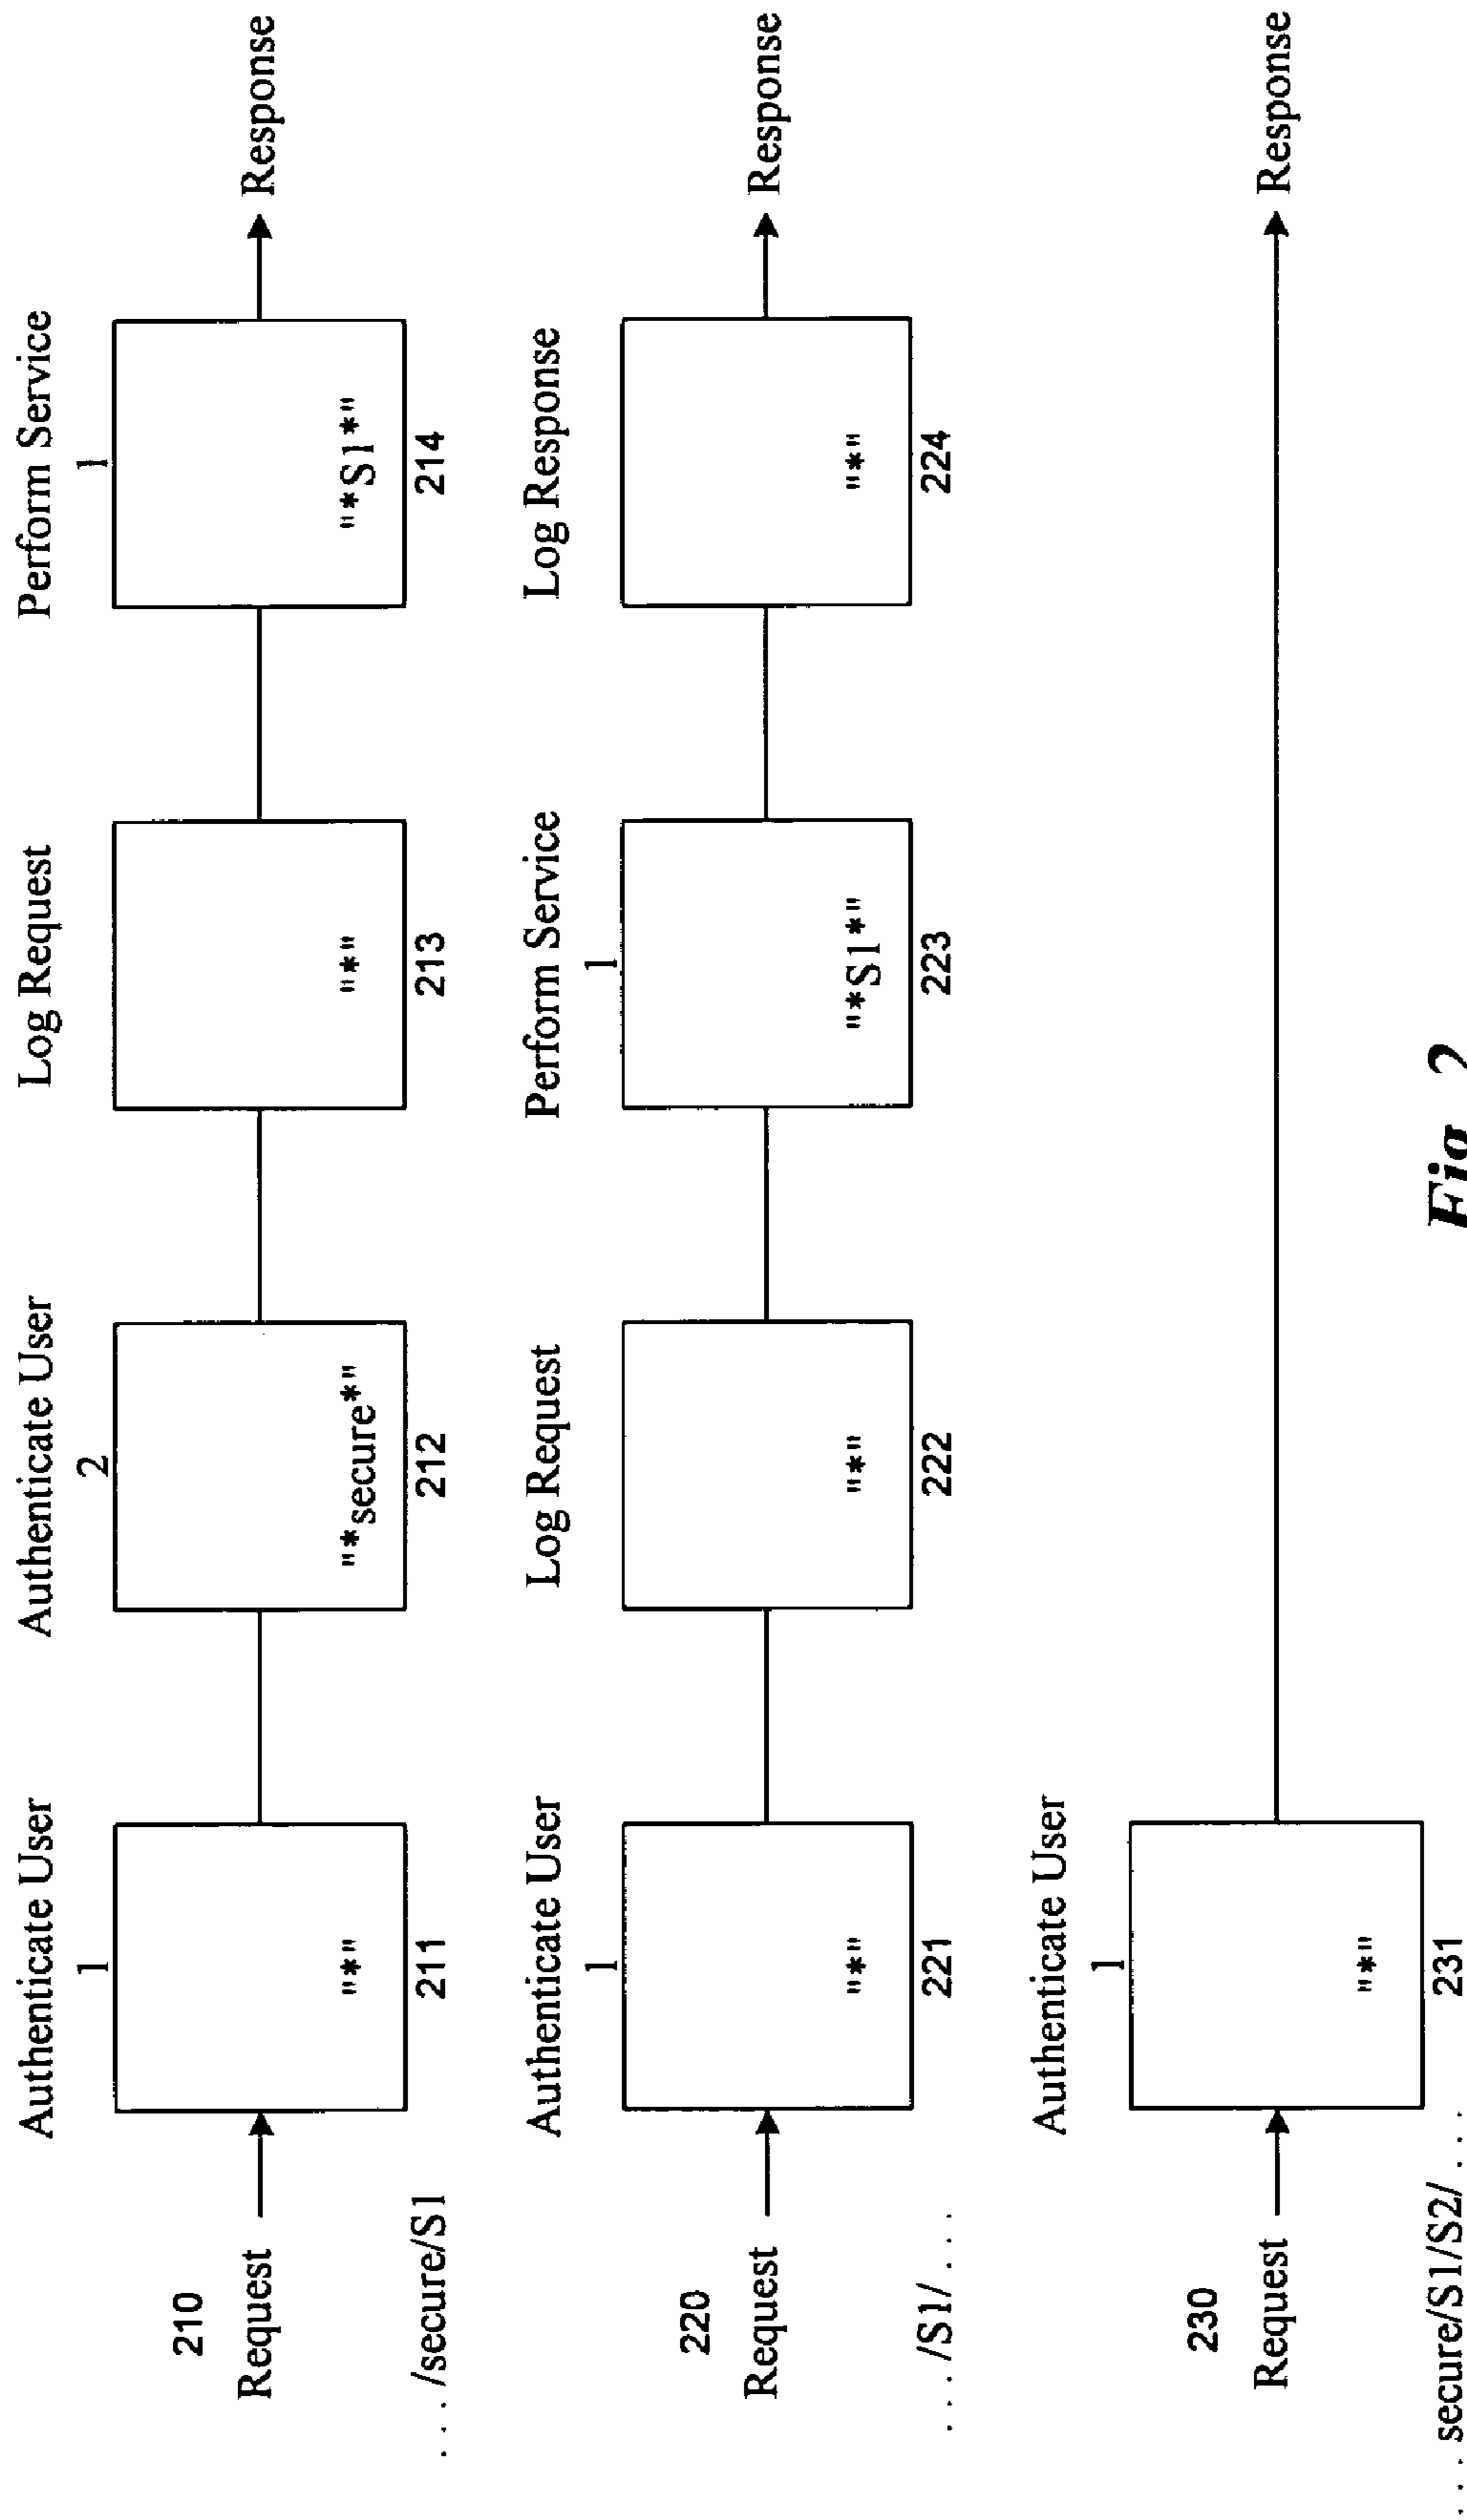 Authenticate User
1
"*"
211
Authenticate User
2
"*secure*"
212
Log Request
"*"
213
Perform Service
1
"*S1*"
214
210
Request
. . . /secure/S1
Response
Authenticate User
1
"*"
221
Log Request
"*"
222
Perform Service
1
"*S1*"
223
Log Response
"*"
224
220
Request
. . . /S1/ . . .
Response
Authenticate User
1
"*"
231
230
Request
. . . secure/S1/S2/ . . .
Response
Fig. 2